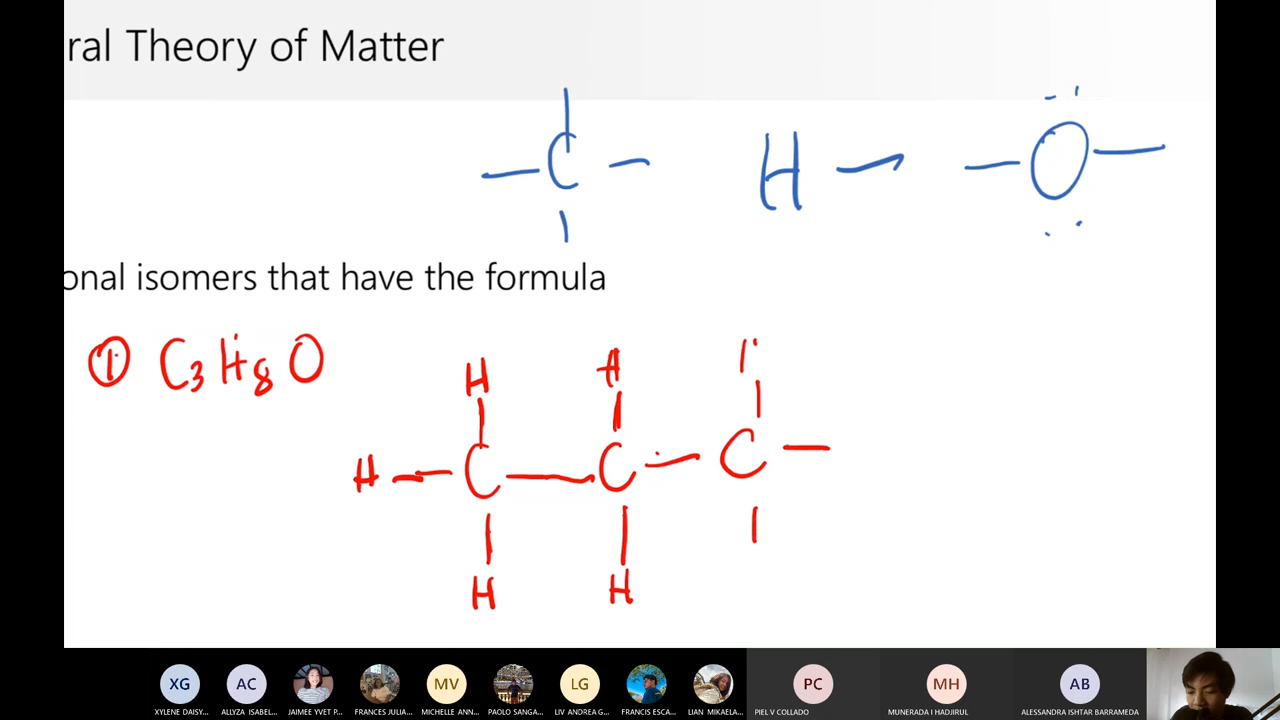 ral Theory of Matter
C H O
onal isomers that have the formula
① C3H8O
H H
H C C C
H H
XG AC MV LG PC MH AB
XYLENE DAISY... ALLYZA ISABEL... JAIMEE YVET P... FRANCES JULIA... MICHELLE ANN... PAOLO SANGA... LIV ANDREA G... FRANCIS ESCA... LIAN MIKAELA... PIEL V COLLADO MUNERADA I HADJIRUL ALESSANDRA ISHTAR BARRAMEDA